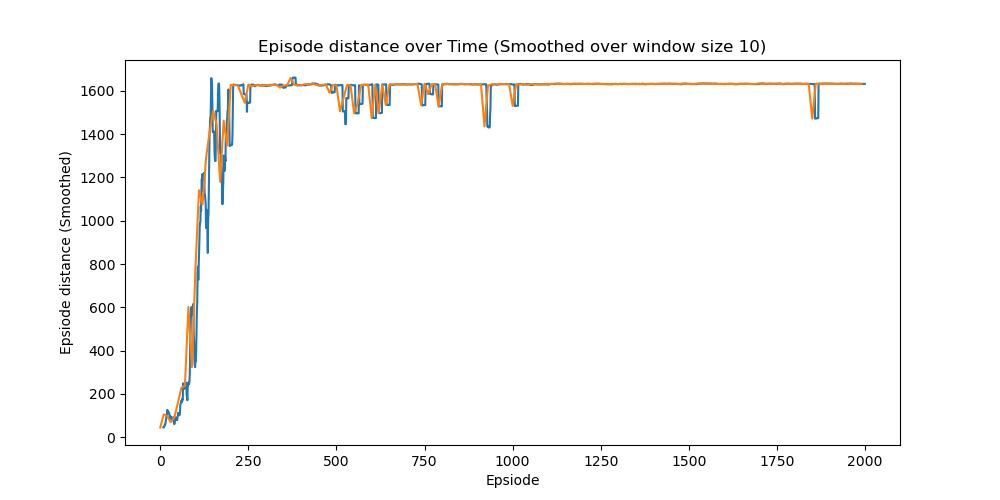 Episode distance over Time (Smoothed over window size 10)
Epsiode distance (Smoothed)
1600
1400
1200
1000
800
600
400
200
0
0 250 500 750 1000 1250 1500 1750 2000
Epsiode